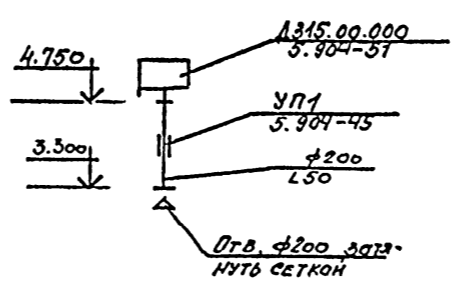 Д315.00.000
5.904-51
4.750
УП1
5.904-45
3.300
ф200
L50
Отв. ф200 затя-
нуть сеткой